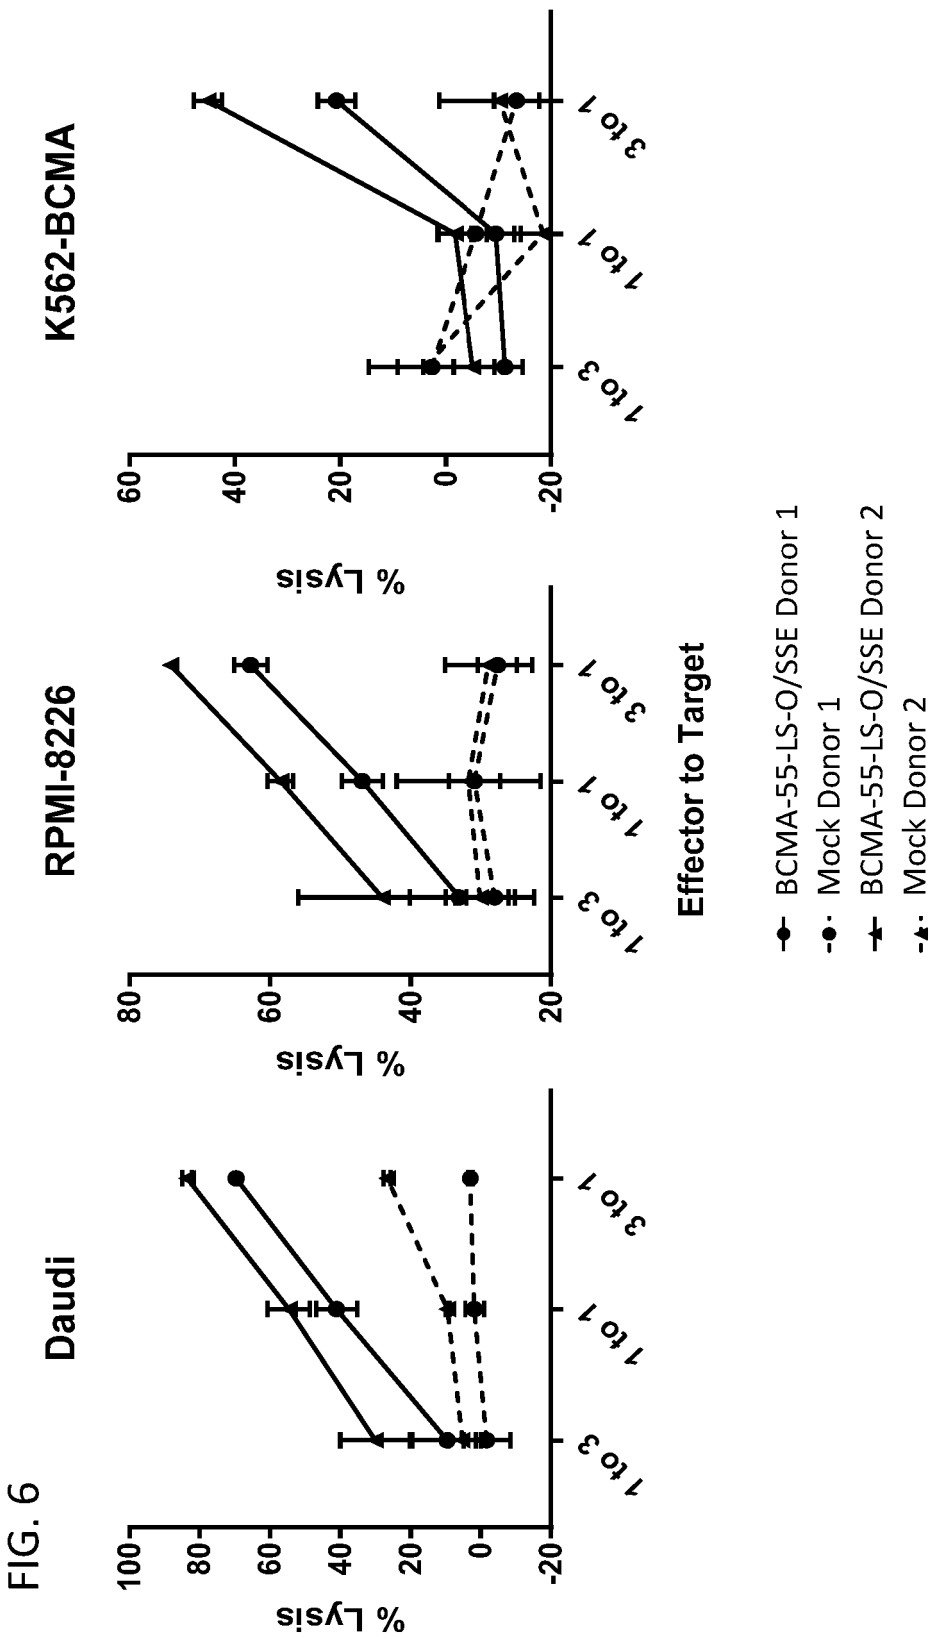 FIG. 6
Daudi
% Lysis
100
80
60
40
20
0
-20
1 to 3
1 to 1
3 to 1
RPMI-8226
% Lysis
80
60
40
20
1 to 3
1 to 1
3 to 1
Effector to Target
K562-BCMA
% Lysis
60
40
20
0
-20
1 to 3
1 to 1
3 to 1
BCMA-55-LS-O/SSE Donor 1
Mock Donor 1
BCMA-55-LS-O/SSE Donor 2
Mock Donor 2